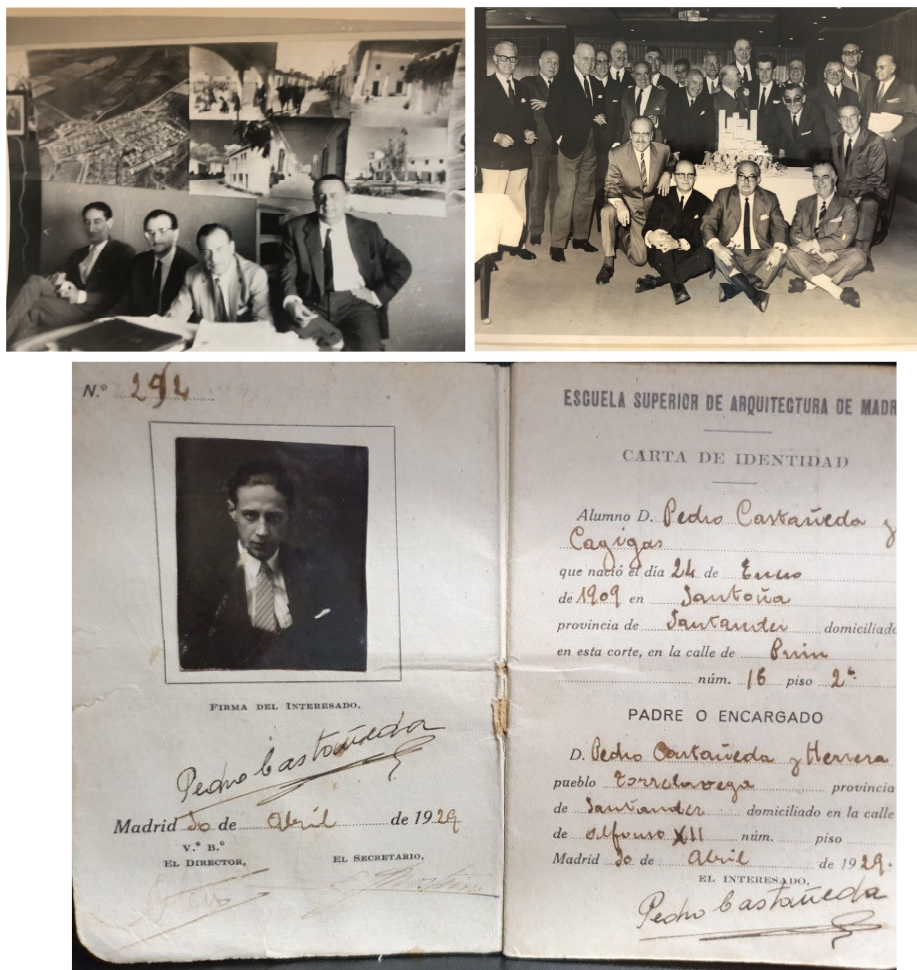 N.º 294
FIRMA DEL INTERESADO,
Pedro Castañeda
Madrid 30 de Abril de 1929
V.º B.º
EL DIRECTOR,
EL SECRETARIO,
ESCUELA SUPERIOR DE ARQUITECTURA DE MADR
CARTA DE IDENTIDAD
Alumno D. Pedro Castañeda y
Cagigas
que nació el día 24 de Enero
de 1909 en Santoña
provincia de Santander domiciliado
en esta corte, en la calle de Prim
núm. 16 piso 2º
PADRE O ENCARGADO
D. Pedro Castañeda y Herrera
pueblo Torrelavega provincia
de Santander domiciliado en la calle
de Alfonso XII núm. piso
Madrid 30 de Abril de 1929.
EL INTERESADO,
Pedro Castañeda